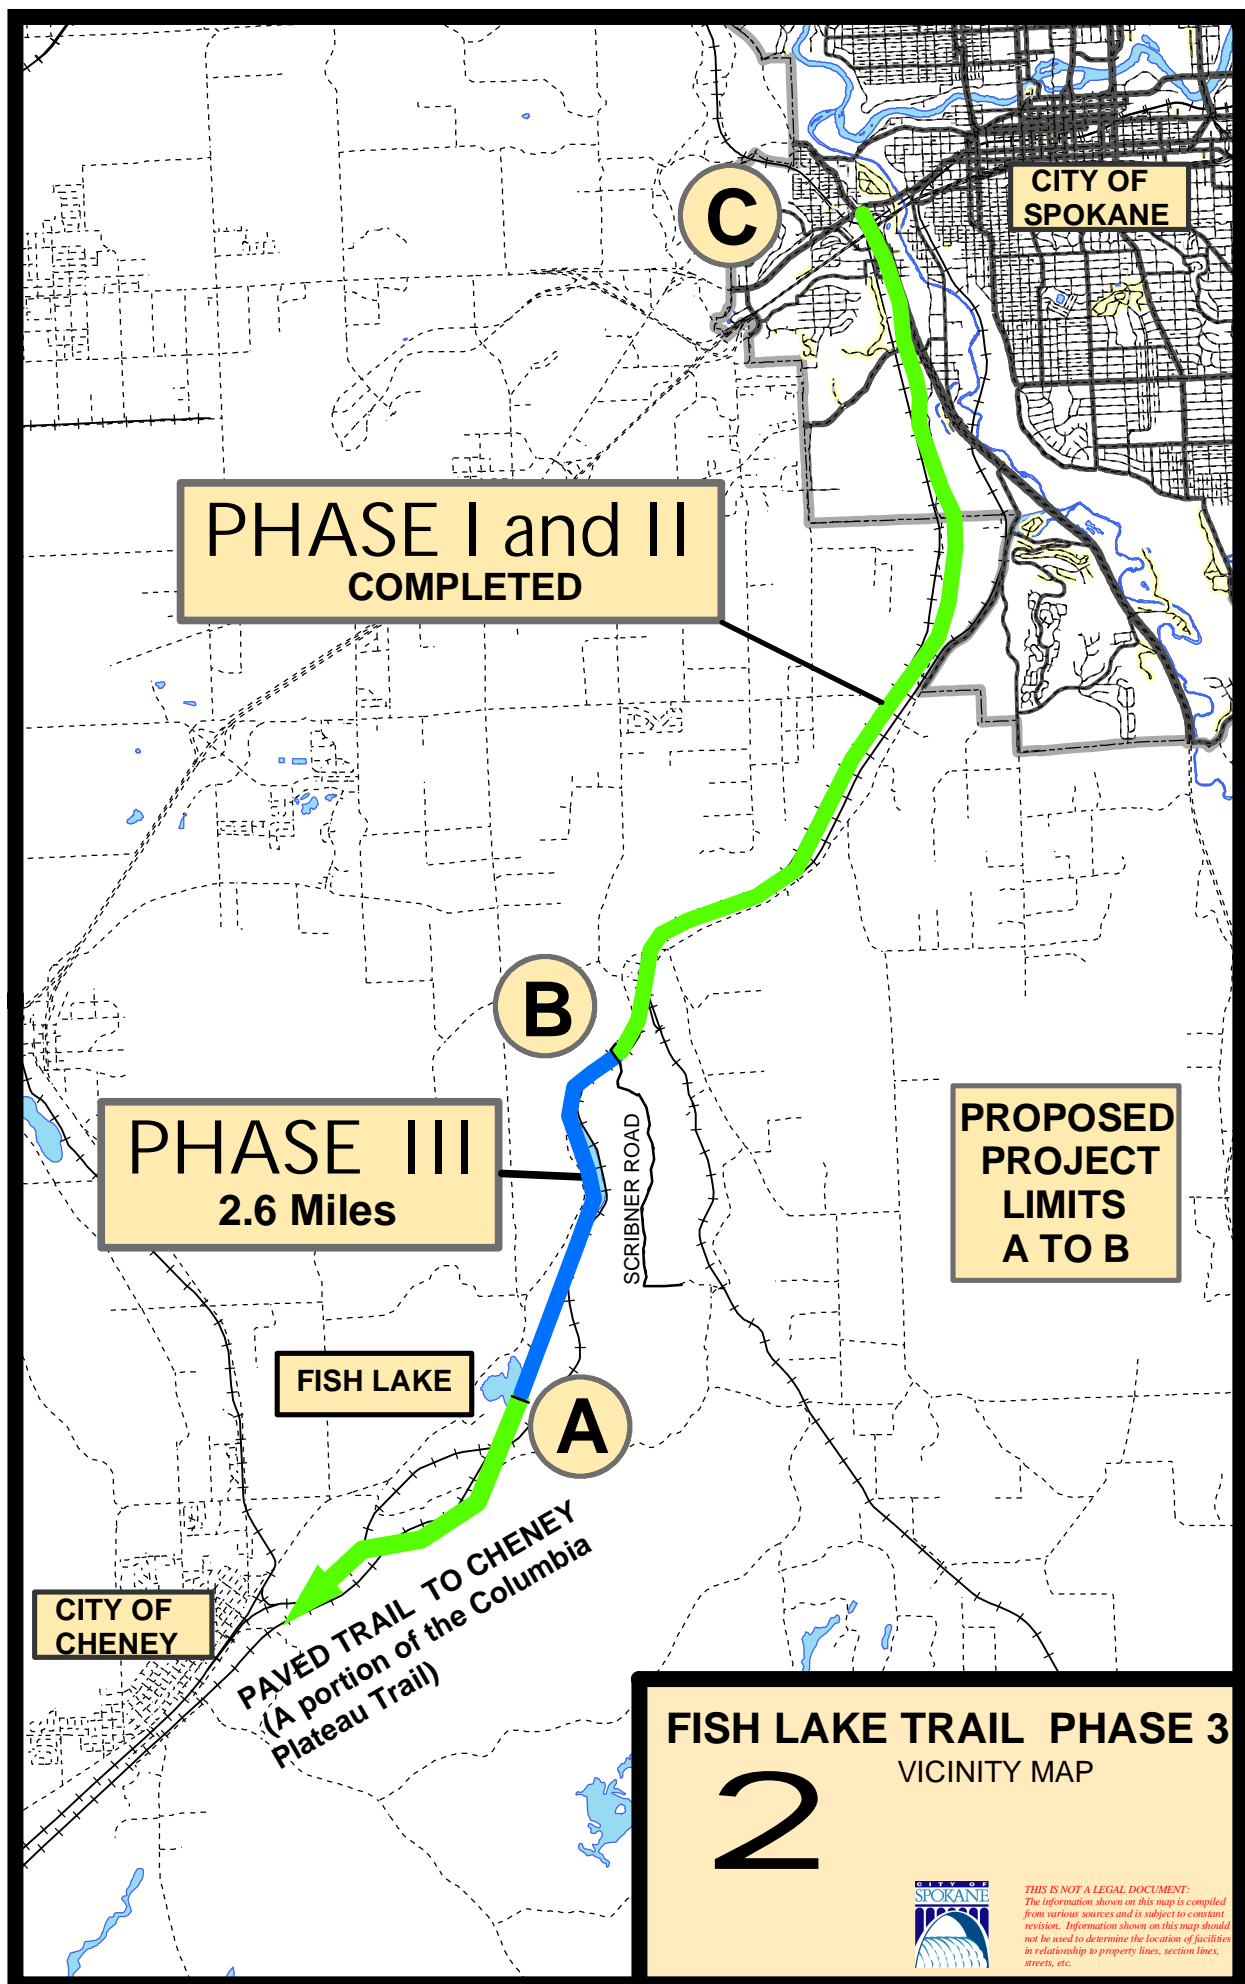 C
CITY OF
SPOKANE
PHASE I and II
COMPLETED
B
PHASE III
2.6 Miles
SCRIBNER ROAD
PROPOSED
PROJECT
LIMITS
A TO B
FISH LAKE
A
CITY OF
CHENEY
PAVED TRAIL TO CHENEY
(A portion of the Columbia
Plateau Trail)
FISH LAKE TRAIL PHASE 3
VICINITY MAP
2
CITY OF
SPOKANE
THIS IS NOT A LEGAL DOCUMENT:
The information shown on this map is compiled
from various sources and is subject to constant
revision. Information shown on this map should
not be used to determine the location of facilities
in relationship to property lines, section lines,
streets, etc.